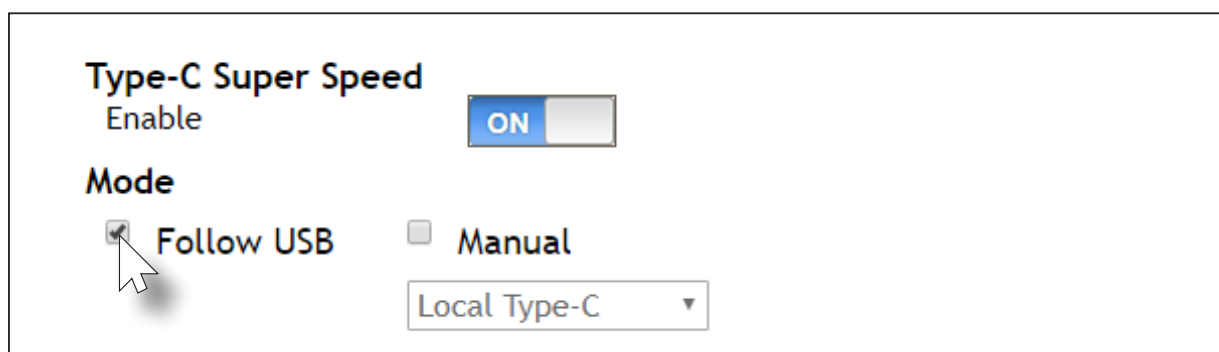 Type-C Super Speed
Enable
ON
Mode
Follow USB
Manual
Local Type-C